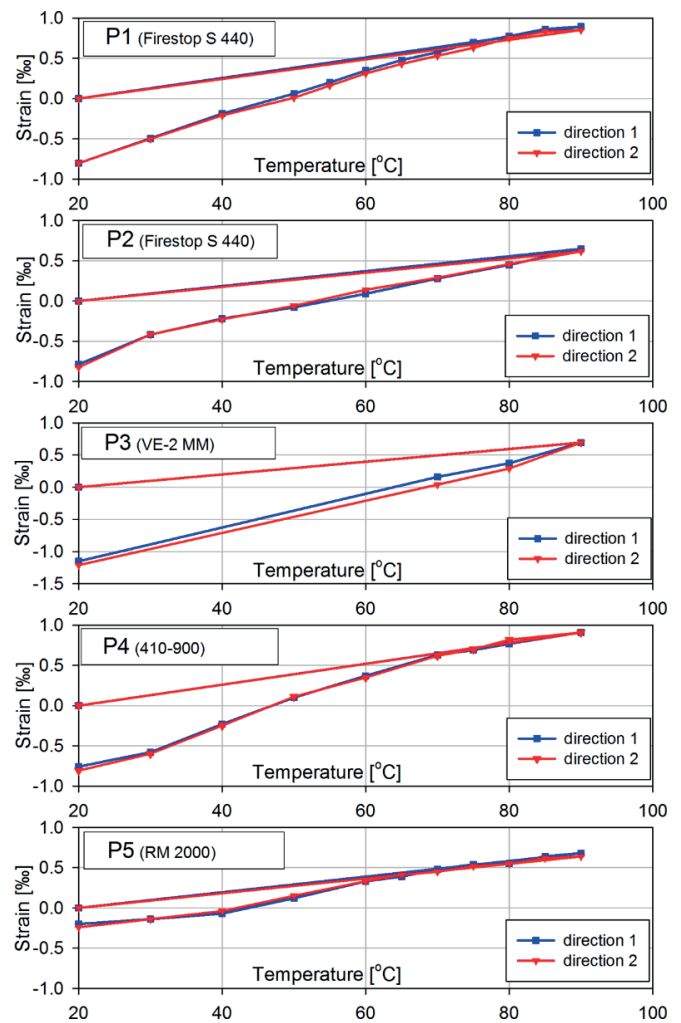 1.0
P1 (Firestop S 440)
0.5
0.0
-0.5
-1.0
Strain [‰]
direction 1
direction 2
Temperature [°C]
20 40 60 80 100
1.0
P2 (Firestop S 440)
0.5
0.0
-0.5
-1.0
Strain [‰]
direction 1
direction 2
Temperature [°C]
20 40 60 80 100
1.0
P3 (VE-2 MM)
0.5
0.0
-0.5
-1.0
-1.5
Strain [‰]
direction 1
direction 2
Temperature [°C]
20 40 60 80 100
1.0
P4 (410-900)
0.5
0.0
-0.5
-1.0
Strain [‰]
direction 1
direction 2
Temperature [°C]
20 40 60 80 100
1.0
P5 (RM 2000)
0.5
0.0
-0.5
-1.0
Strain [‰]
direction 1
direction 2
Temperature [°C]
20 40 60 80 100